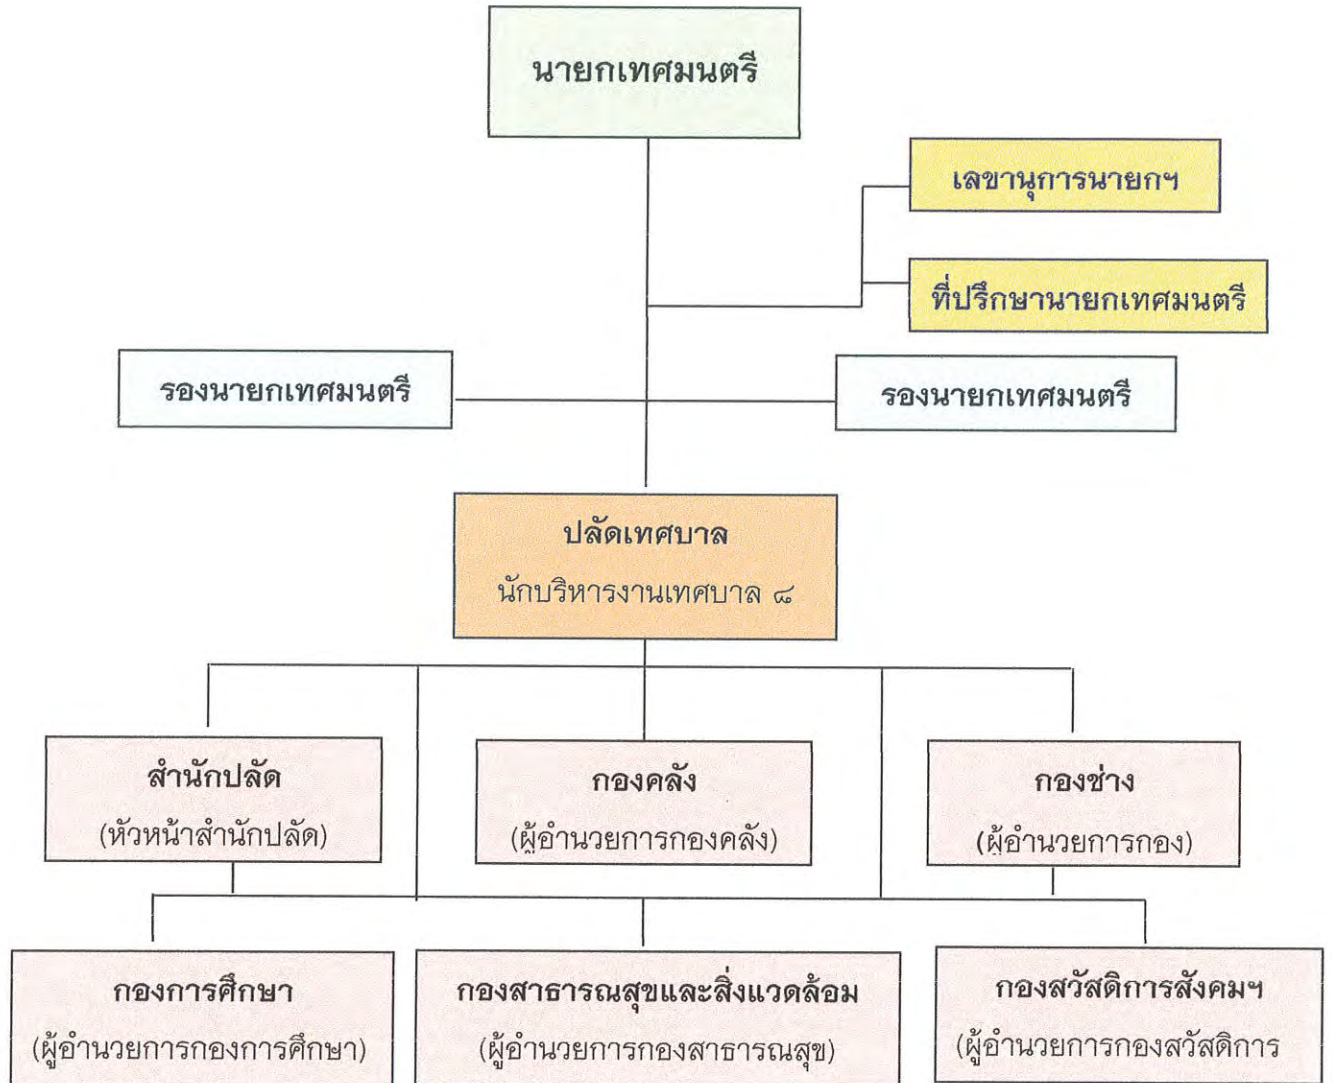 นายกเทศมนตรี
เลขานุการนายกฯ
ที่ปรึกษานายกเทศมนตรี
รองนายกเทศมนตรี
รองนายกเทศมนตรี
ปลัดเทศบาล
นักบริหารงานเทศบาล ๘
สำนักปลัด
(หัวหน้าสำนักปลัด)
กองคลัง
(ผู้อำนวยการกองคลัง)
กองช่าง
(ผู้อำนวยการกอง)
กองการศึกษา
(ผู้อำนวยการกองการศึกษา)
กองสาธารณสุขและสิ่งแวดล้อม
(ผู้อำนวยการกองสาธารณสุข)
กองสวัสดิการสังคมฯ
(ผู้อำนวยการกองสวัสดิการ